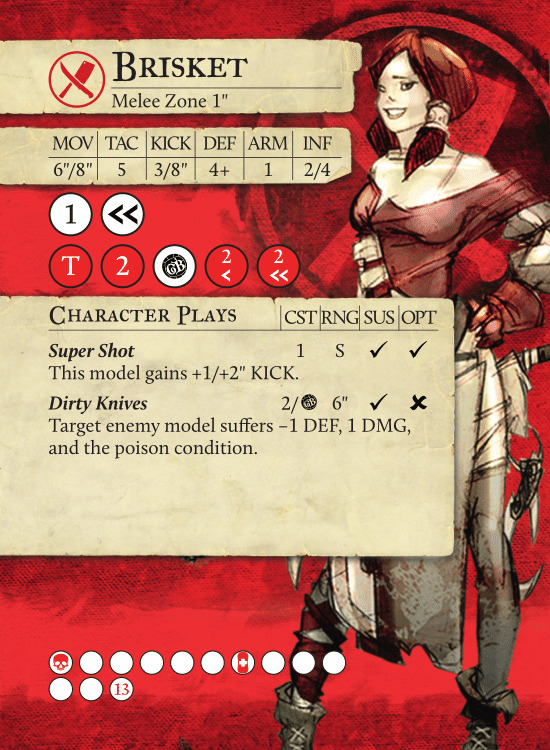 Brisket
Melee Zone 1"
MOV TAC KICK DEF ARM INF
6"/8" 5 3/8" 4+ 1 2/4
1 <<
T 2 GB 2 < 2 <<
Character Plays CST RNG SUS OPT
Super Shot 1 S ✓ ✓
This model gains +1/+2" KICK.
Dirty Knives 2/GB 6" ✓ ✘
Target enemy model suffers –1 DEF, 1 DMG,
and the poison condition.
13